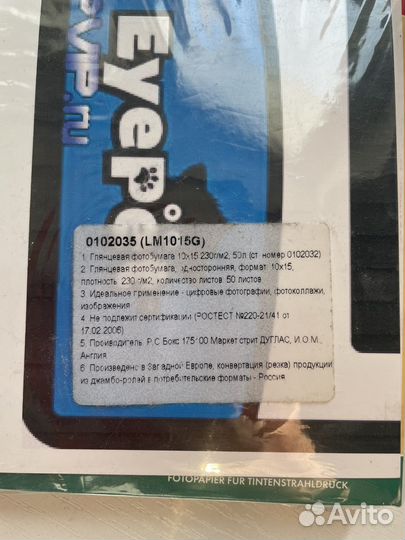 EyeP
VIP.ru
0102035 (LM1015G)
1. Глянцевая фотобумага 10x15 230г/м2, 50л (ст. номер 0102032)
2. Глянцевая фотобумага, односторонняя, формат 10x15,
плотность 230 г/м2, количество листов: 50 листов
3. Идеальное применение - цифровые фотографии, фотоколлажи,
изображения
4. Не подлежит сертификации (РОСТЕСТ №220-21/41 от
17.02.2006)
5. Производитель: P.C Бокс 175 100 Маркет стрит ДУГЛАС, И.О.М.,
Англия
6. Произведено в Западной Европе, конвертация (резка) продукции
из джамбо-ролей в потребительские форматы - Россия
FOTOPAPIER FÜR TINTENSTRAHLDRUCK
Avito